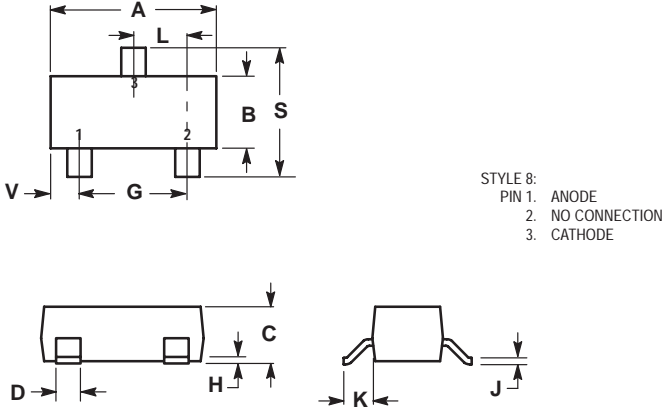 A
L
3
B
S
1
2
V
G
STYLE 8:
PIN 1. ANODE
2. NO CONNECTION
3. CATHODE
C
D
H
K
J